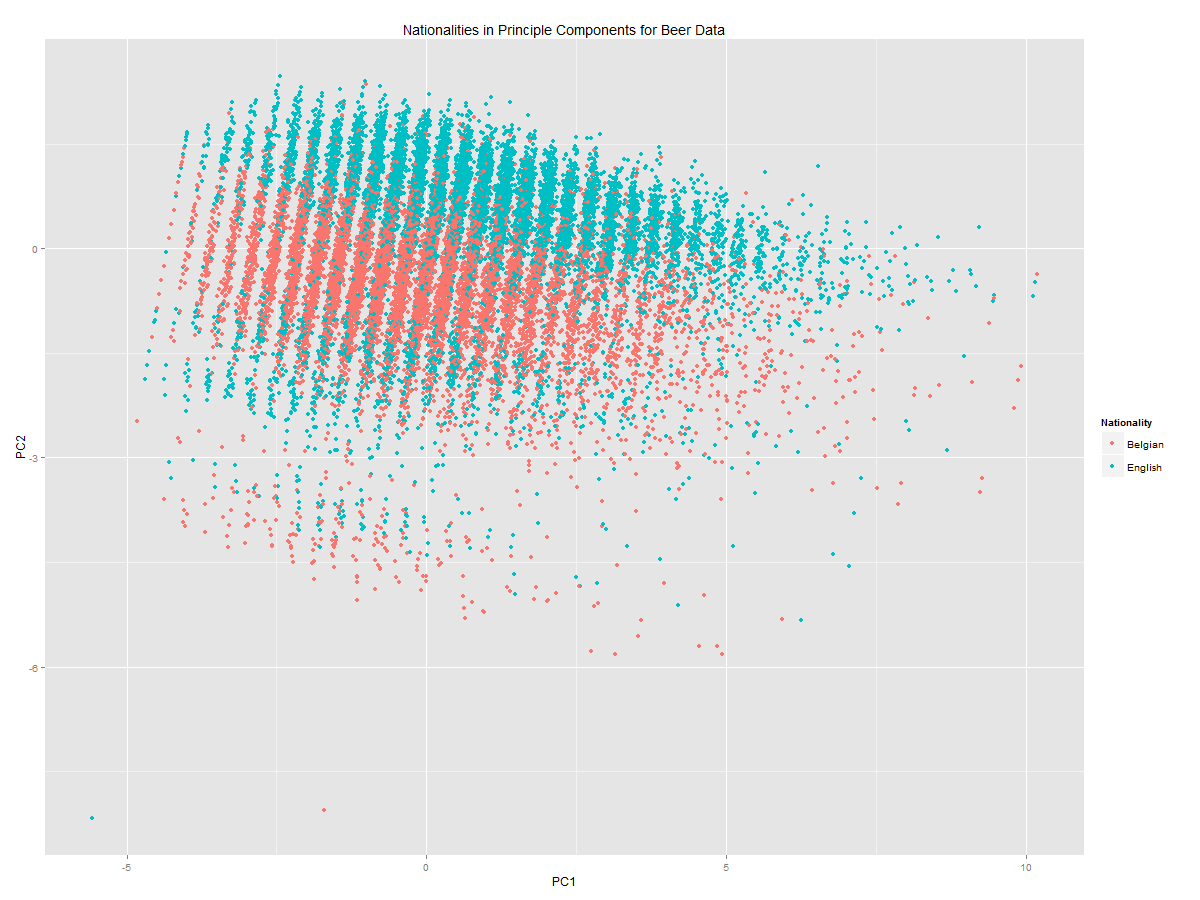 Nationalities in Principle Components for Beer Data
0
-3
-6
PC2
-5
0
5
10
PC1
Nationality
Belgian
English